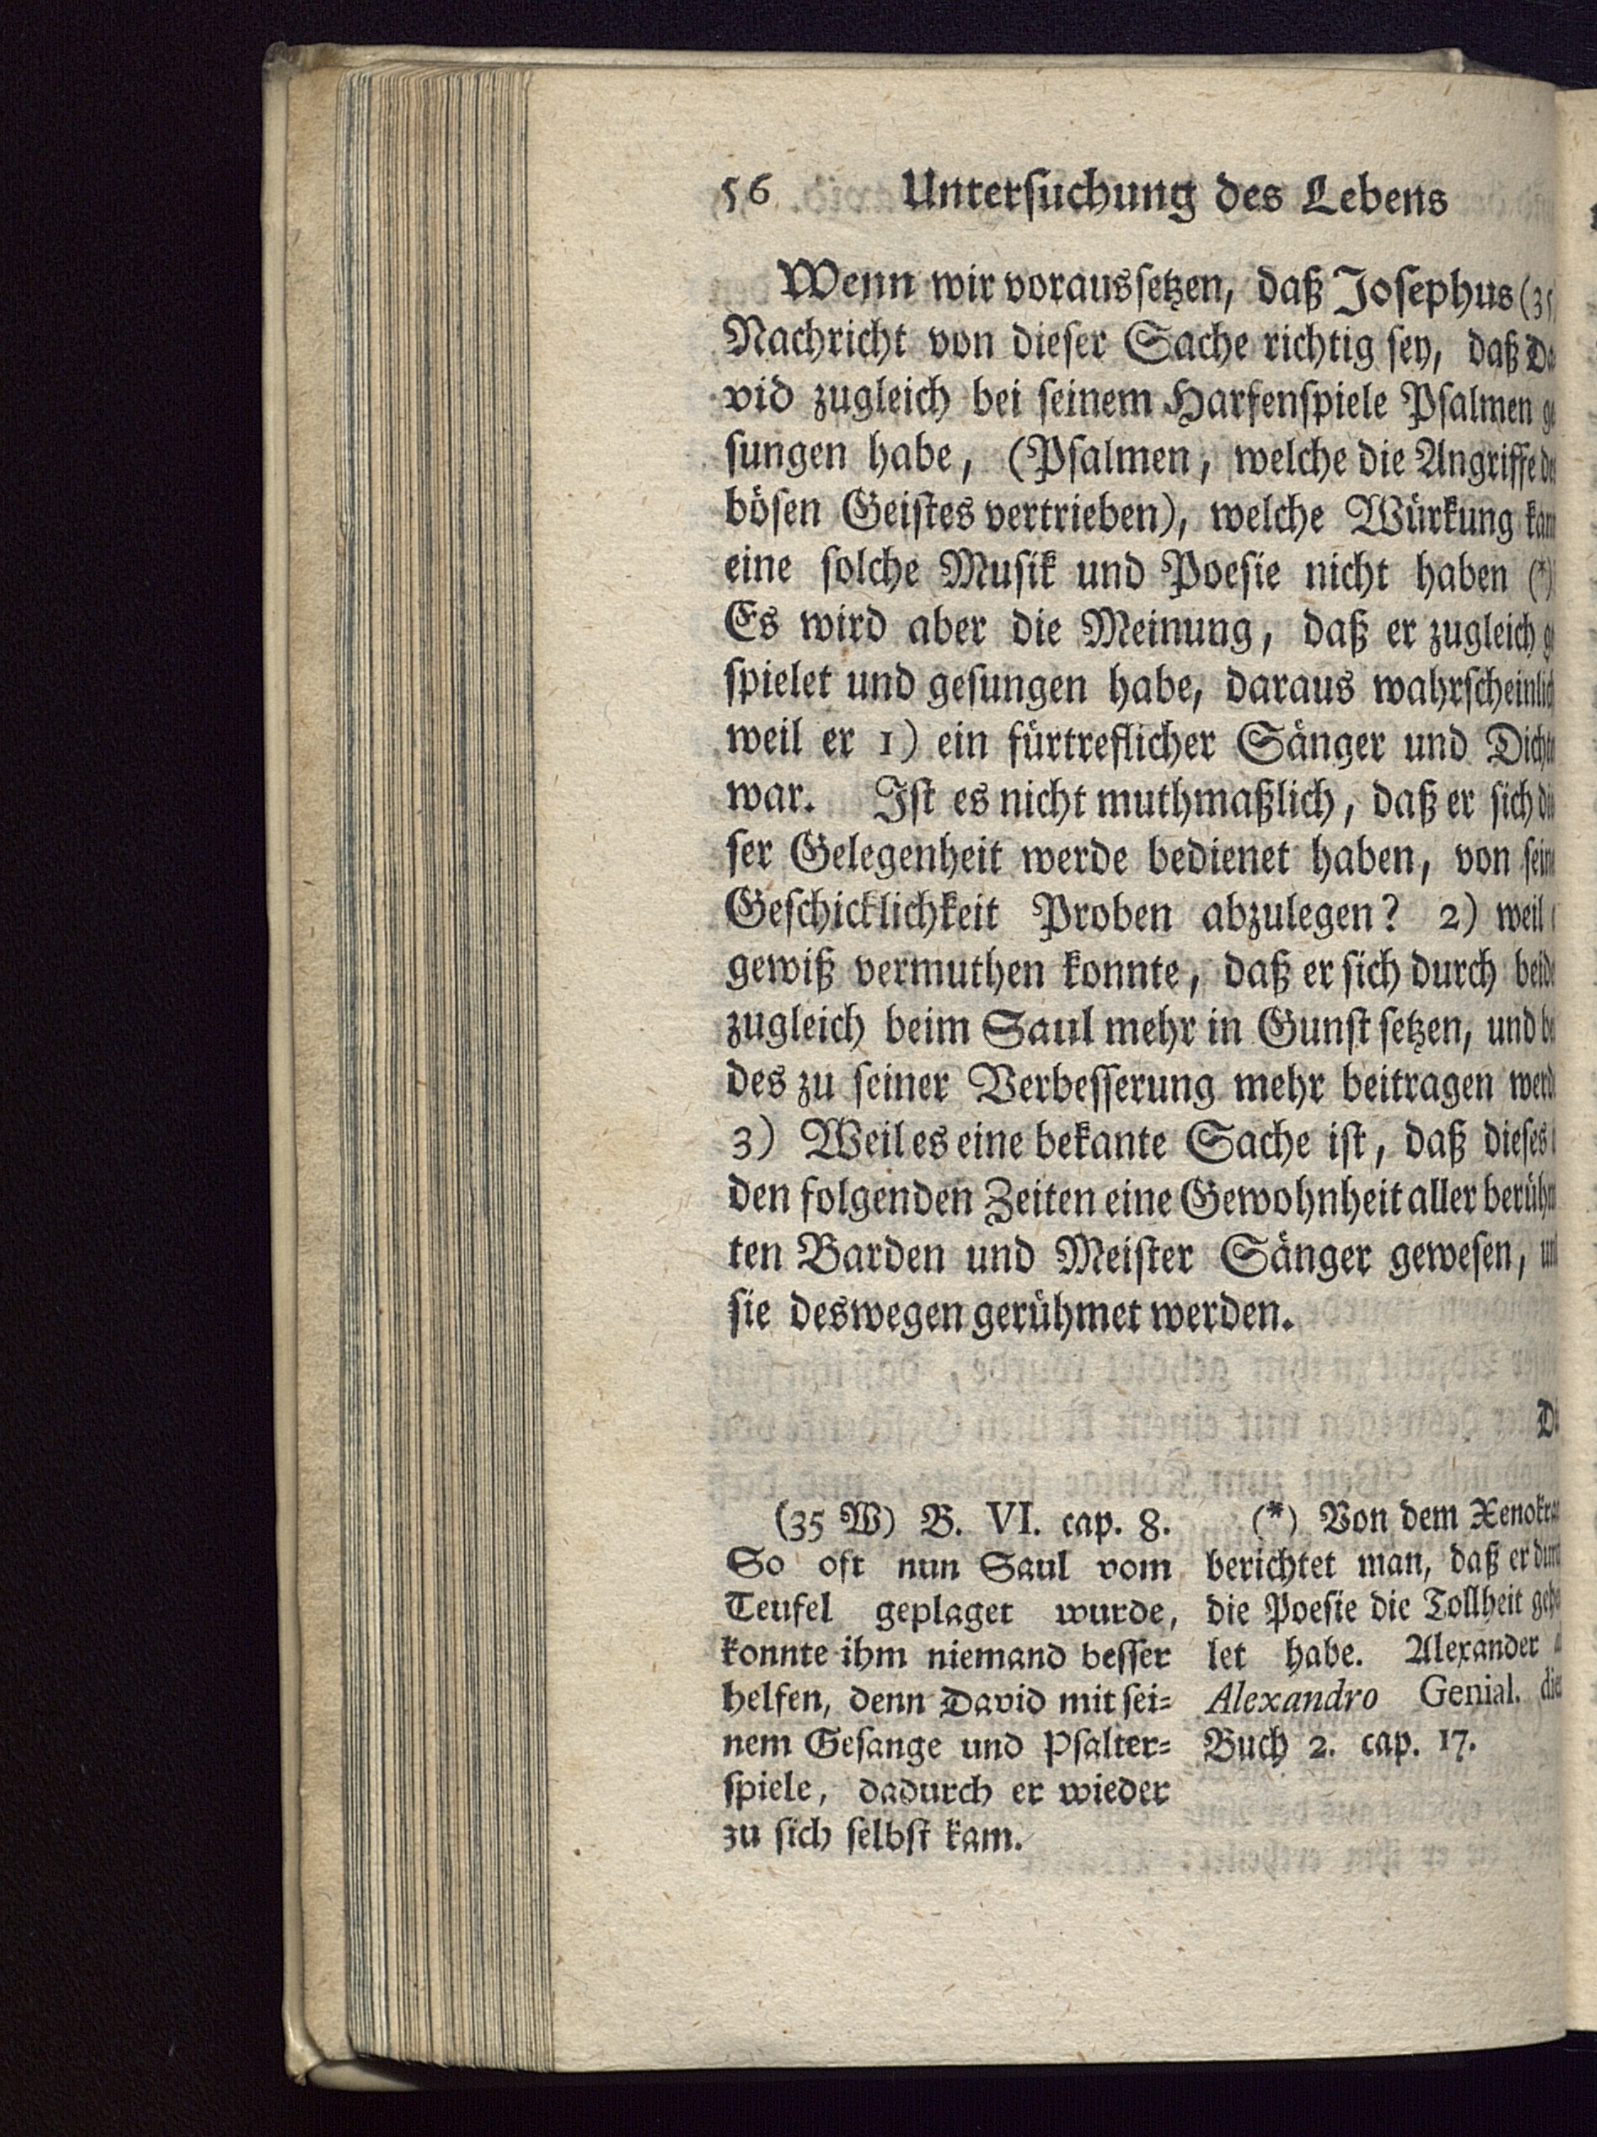 56 Untersuchung des Lebens
Wenn wir voraussetzen, daß Josephus (35
Nachricht von dieser Sache richtig sey, daß Da
vid zugleich bei seinem Harfenspiele Psalmen ge
sungen habe, (Psalmen, welche die Angriffe des
bösen Geistes vertrieben), welche Würkung kann
eine solche Musik und Poesie nicht haben (*)
Es wird aber die Meinung, daß er zugleich ge
spielet und gesungen habe, daraus wahrscheinlich
weil er 1) ein fürtreflicher Sänger und Dichter
war. Ist es nicht muthmaßlich, daß er sich die
ser Gelegenheit werde bedienet haben, von seine
Geschicklichkeit Proben abzulegen? 2) weil
gewiß vermuthen konnte, daß er sich durch beide
zugleich beim Saul mehr in Gunst setzen, und bei
des zu seiner Verbesserung mehr beitragen werde
3) Weil es eine bekante Sache ist, daß dieses
den folgenden Zeiten eine Gewohnheit aller berühm
ten Barden und Meister Sänger gewesen, und
sie deswegen gerühmet werden.
Di
(35 W) B. VI. cap. 8.
So oft nun Saul vom
Teufel geplaget wurde,
konnte ihm niemand besser
helfen, denn David mit sei=
nem Gesange und Psalter=
spiele, dadurch er wieder
zu sich selbst kam.
(*) Von dem Xenokra
berichtet man, daß er durch
die Poesie die Tollheit gehei
let habe. Alexander
Alexandro Genial. dier
Buch 2. cap. 17.